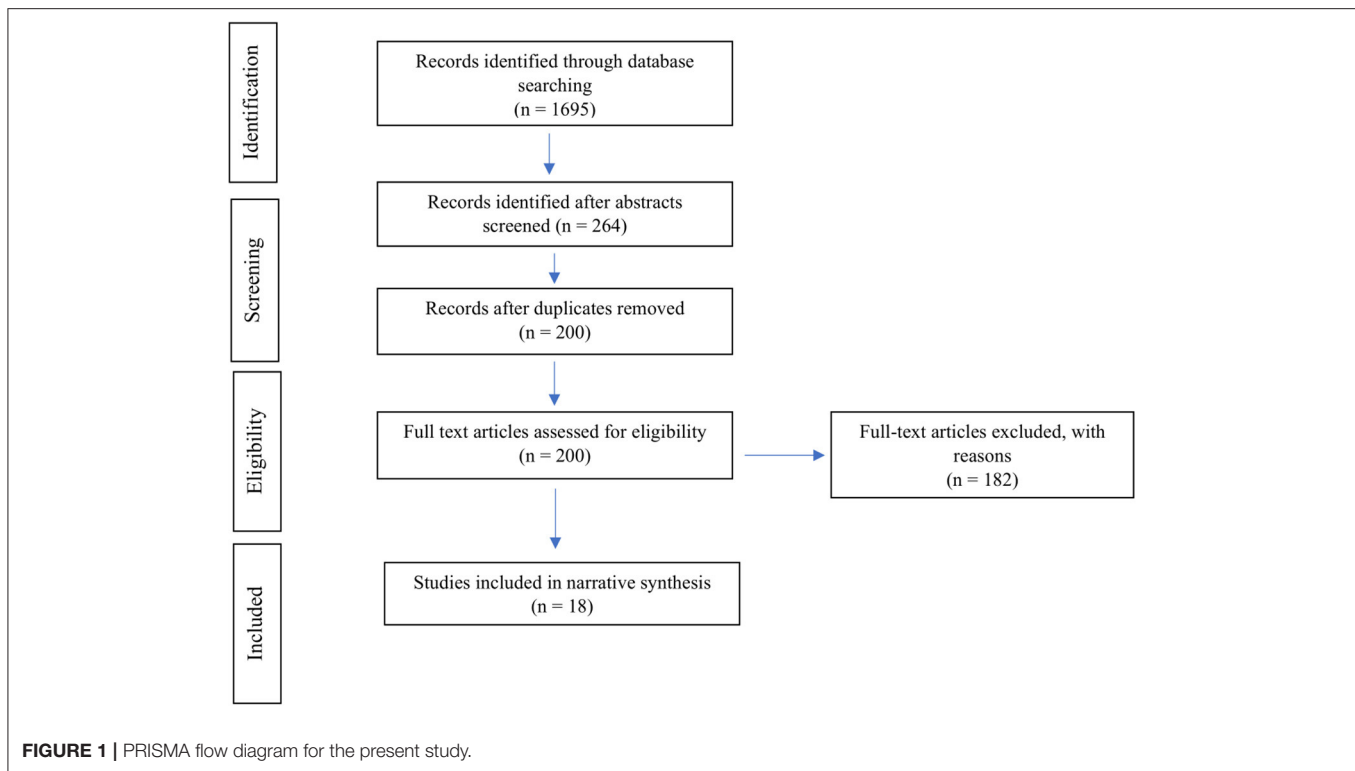 Identification
Records identified through database
searching
(n = 1695)
Screening
Records identified after abstracts
screened (n = 264)
Records after duplicates removed
(n = 200)
Eligibility
Full text articles assessed for eligibility
(n = 200)
Full-text articles excluded, with
reasons
(n = 182)
Included
Studies included in narrative synthesis
(n = 18)
FIGURE 1 | PRISMA flow diagram for the present study.